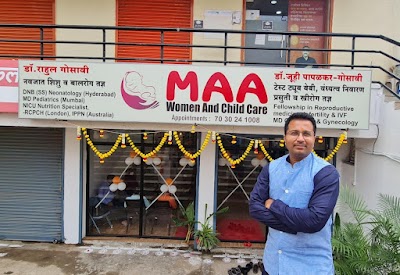 डॉ.राहुल गोसावी
नवजात शिशु व बालरोग तज्ञ
DNB (SS) Neonatology (Hyderabad)
MD Pediatrics (Mumbai)
NICU Nutrition Specialist
-RCPCH (London), IPPN (Australia)
MAA
Women And Child Care
Appointments : 70 30 24 1008
डॉ.जुही पापळकर-गोसावी
टेस्ट ट्यूब बेबी, वंध्यत्व निवारण
प्रसुती व स्त्रीरोग तज्ञ
Fellowship in Reproductive
medicine Infertility & IVF
MD & Gynecology